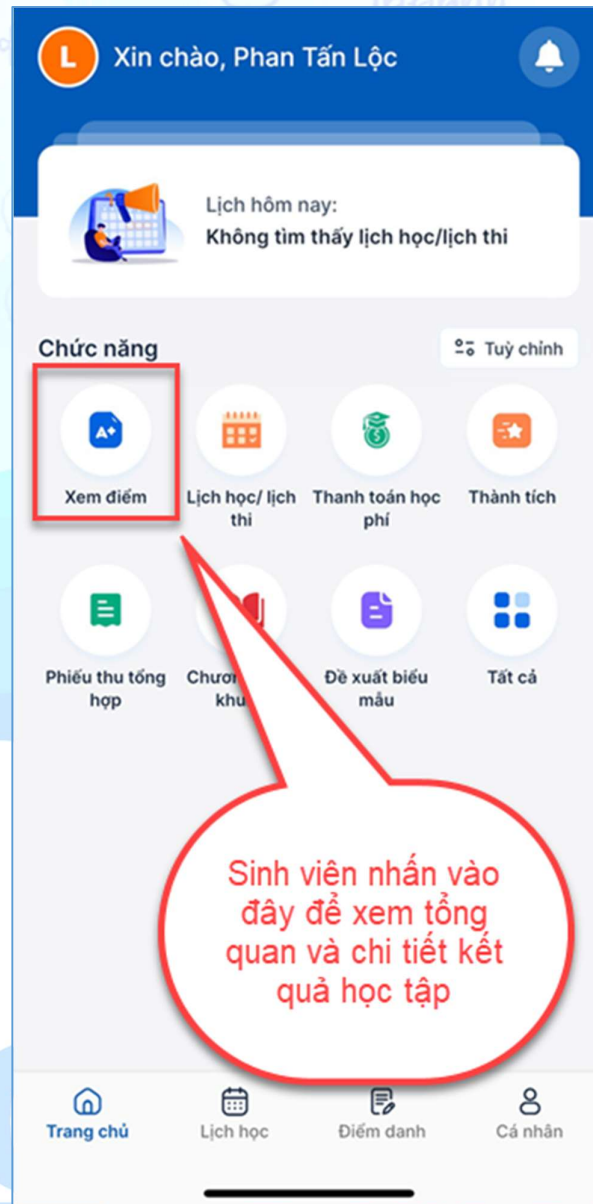 L
Xin chào, Phan Tấn Lộc
Lịch hôm nay:
Không tìm thấy lịch học/lịch thi
Chức năng
Tuỳ chỉnh
A+
Xem điểm
Lịch học/ lịch
thi
Thanh toán học
phí
Thành tích
Phiếu thu tổng
hợp
Đề xuất biểu
mẫu
Tất cả
Sinh viên nhấn vào
đây để xem tổng
quan và chi tiết kết
quả học tập
Trang chủ
Lịch học
Điểm danh
Cá nhân